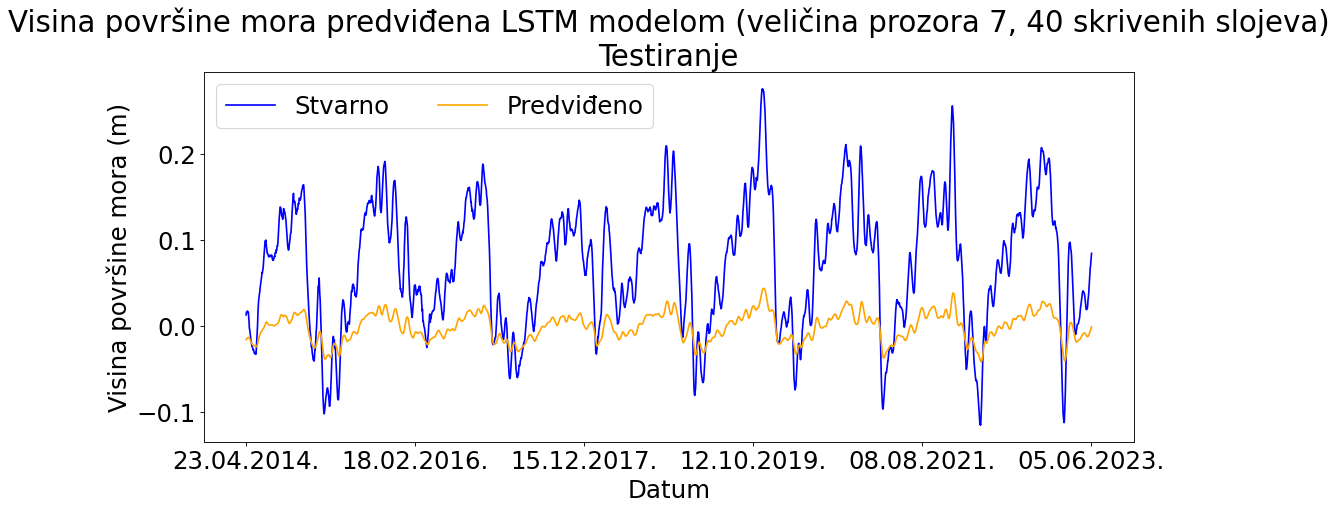 Visina površine mora predviđena LSTM modelom (veličina prozora 7, 40 skrivenih slojeva)
Testiranje
Stvarno
Predviđeno
Visina površine mora (m)
0.2
0.1
0.0
−0.1
23.04.2014.
18.02.2016.
15.12.2017.
12.10.2019.
08.08.2021.
05.06.2023.
Datum